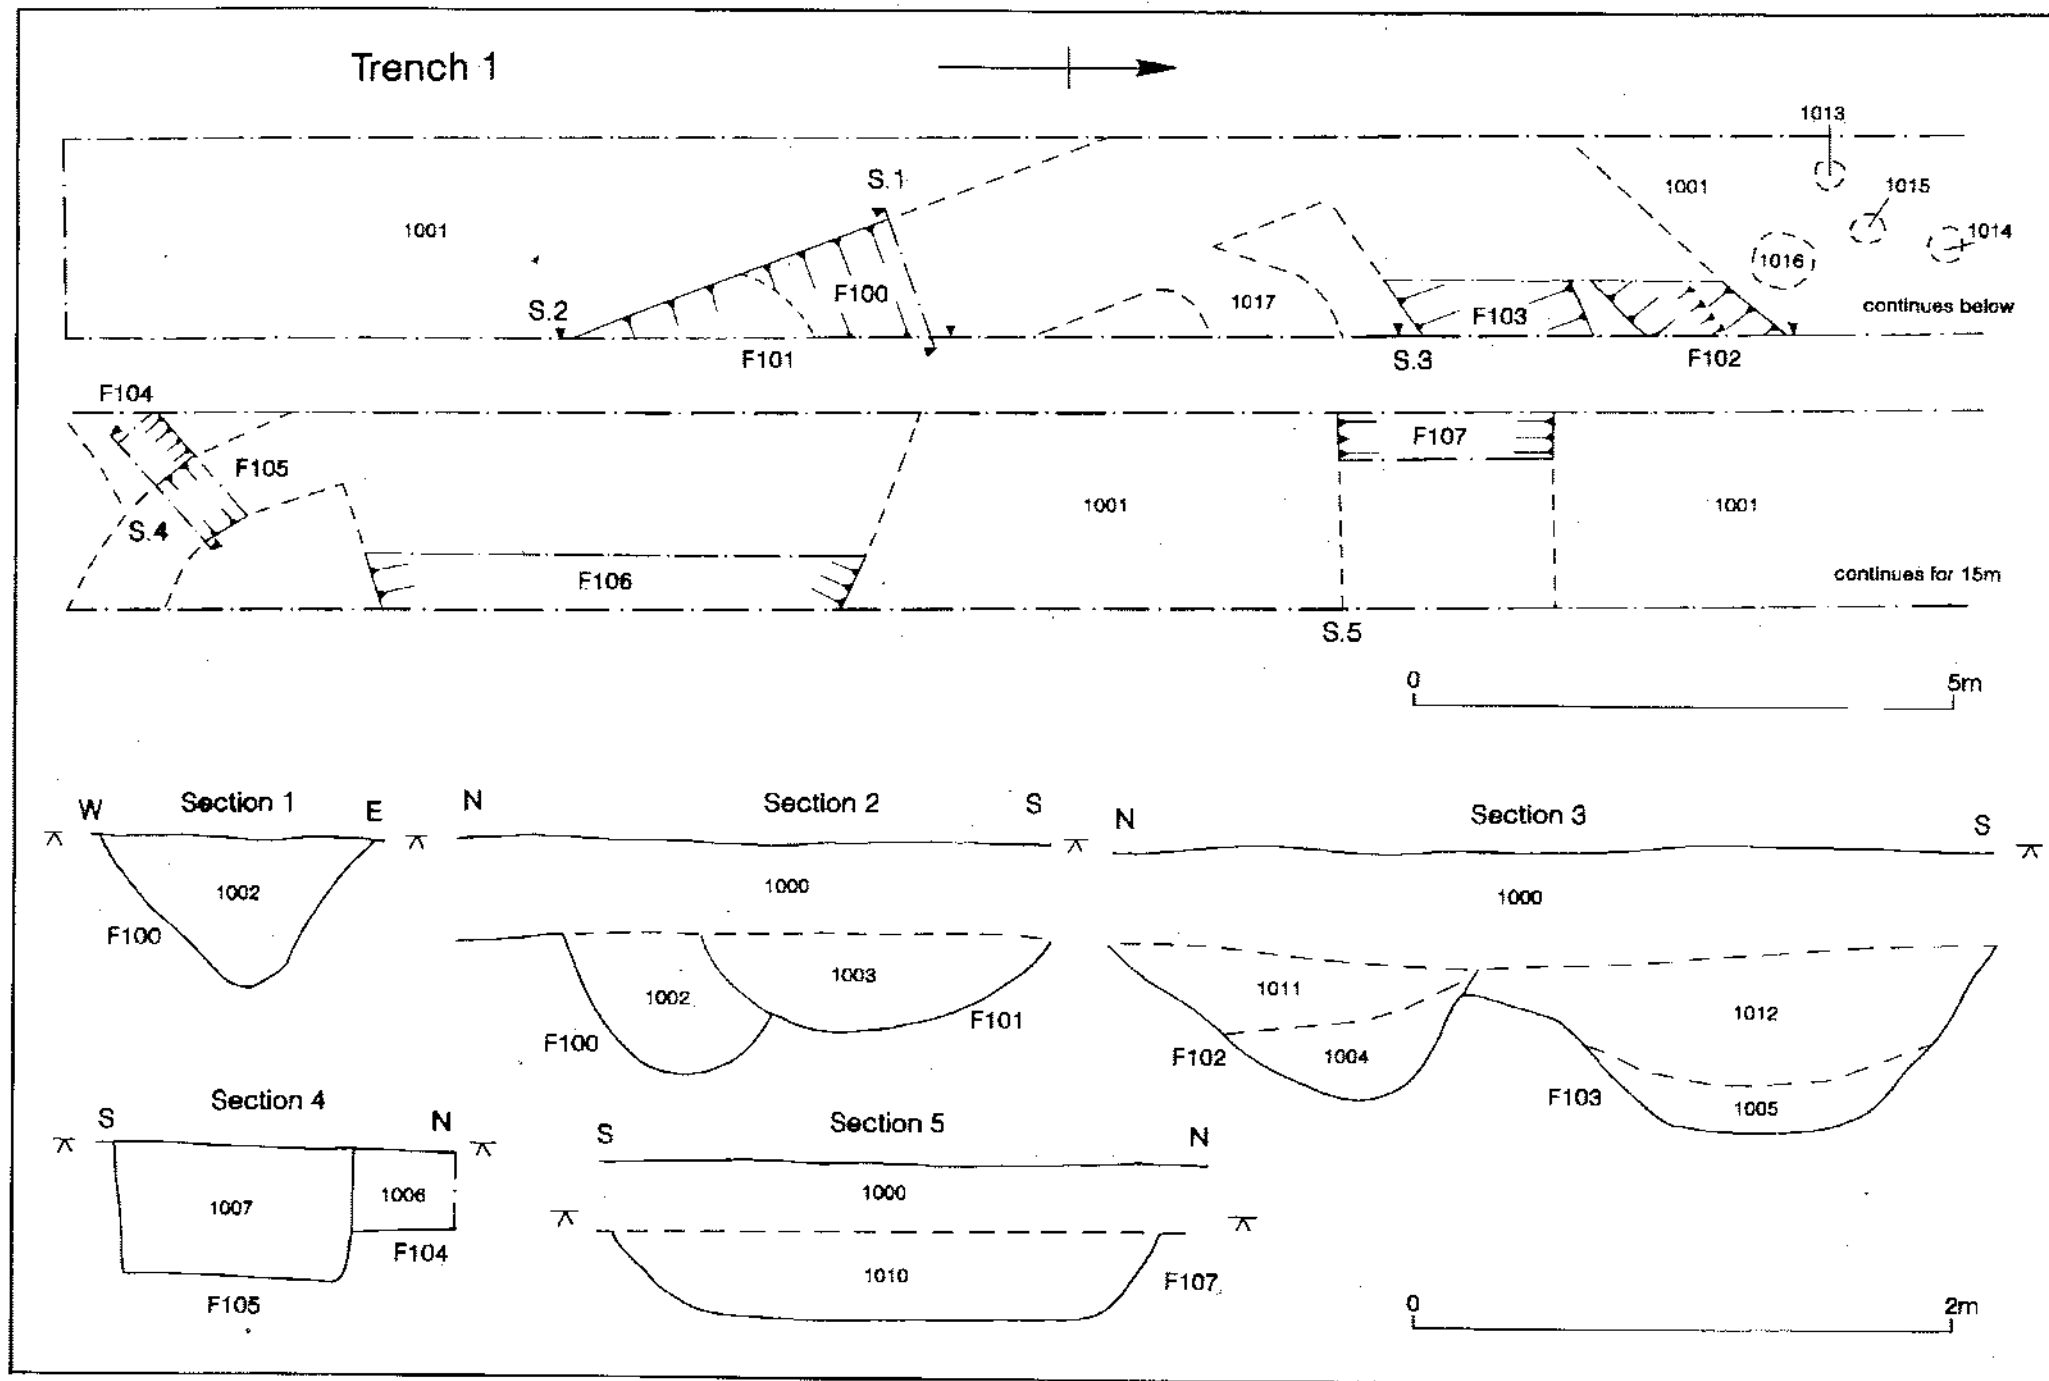 Trench 1
1013
S.1
1001
1015
1001
1014
1016
F100
S.2
1017
F103
continues below
F101
S.3
F102
F104
F107
F105
1001
1001
S.4
F106
continues for 15m
S.5
0 5m
Section 1
W E
1002
F100
Section 2
N S
1000
1002
1003
F100
F101
Section 3
N S
1000
1011
1012
1004
F102
F103
1005
Section 4
S N
1007
1006
F104
F105
Section 5
S N
1000
1010
F107
0 2m